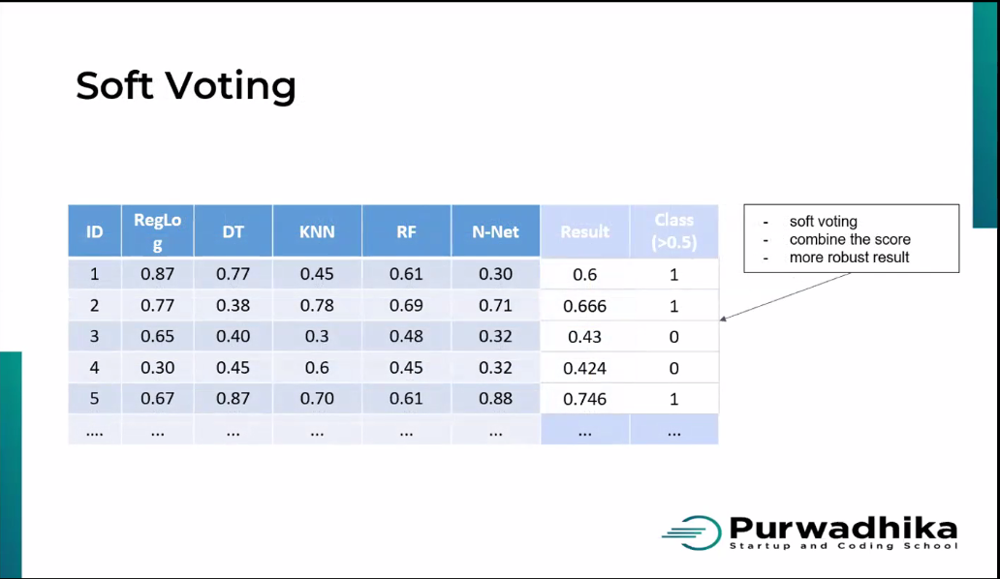 Soft Voting
ID RegLo
g DT KNN RF N-Net Result Class
(>0.5)
1 0.87 0.77 0.45 0.61 0.30 0.6 1
2 0.77 0.38 0.78 0.69 0.71 0.666 1
3 0.65 0.40 0.3 0.48 0.32 0.43 0
4 0.30 0.45 0.6 0.45 0.32 0.424 0
5 0.67 0.87 0.70 0.61 0.88 0.746 1
.... ... ... ... ... ... ... ...
- soft voting
- combine the score
- more robust result
Purwadhika
Startup and Coding School